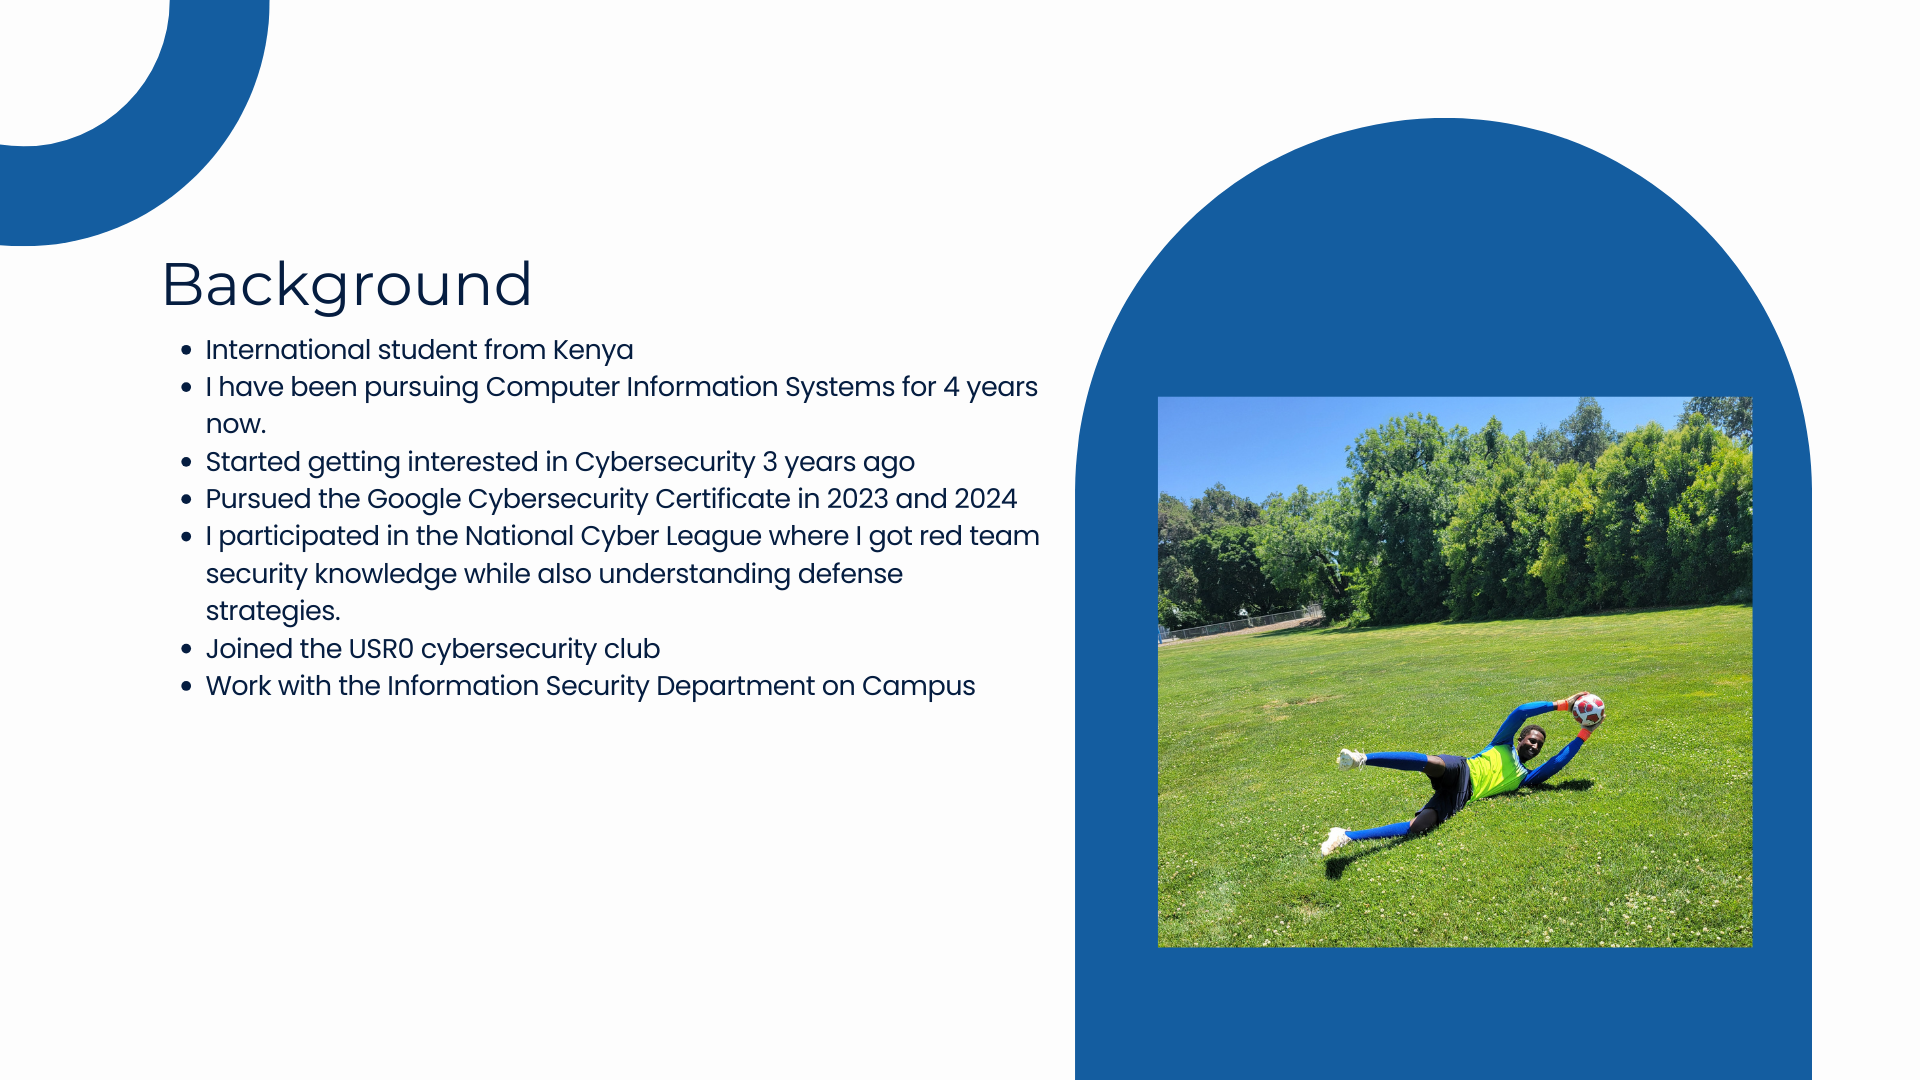 Background
• International student from Kenya
• I have been pursuing Computer Information Systems for 4 years
now.
• Started getting interested in Cybersecurity 3 years ago
• Pursued the Google Cybersecurity Certificate in 2023 and 2024
• I participated in the National Cyber League where I got red team
security knowledge while also understanding defense
strategies.
• Joined the USR0 cybersecurity club
• Work with the Information Security Department on Campus